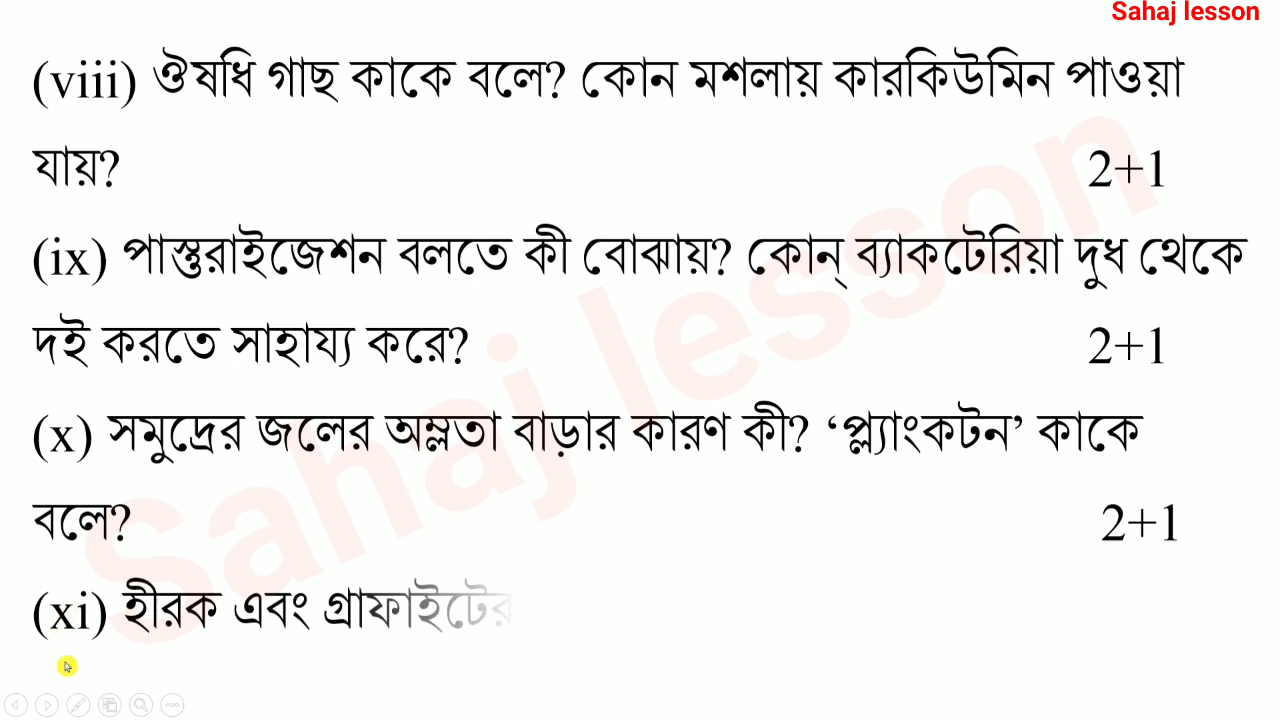 Sahaj lesson
(viii) ঔষধি গাছ কাকে বলে? কোন মশলায় কারকিউমিন পাওয়া
যায়? 2+1
(ix) পাস্তুরাইজেশন বলতে কী বোঝায়? কোন্ ব্যাকটেরিয়া দুধ থেকে
দই করতে সাহায্য করে? 2+1
(x) সমুদ্রের জলের অম্লতা বাড়ার কারণ কী? ‘প্ল্যাংকটন’ কাকে
বলে? 2+1
(xi) হীরক এবং গ্রাফাইটের
Sahaj lesson